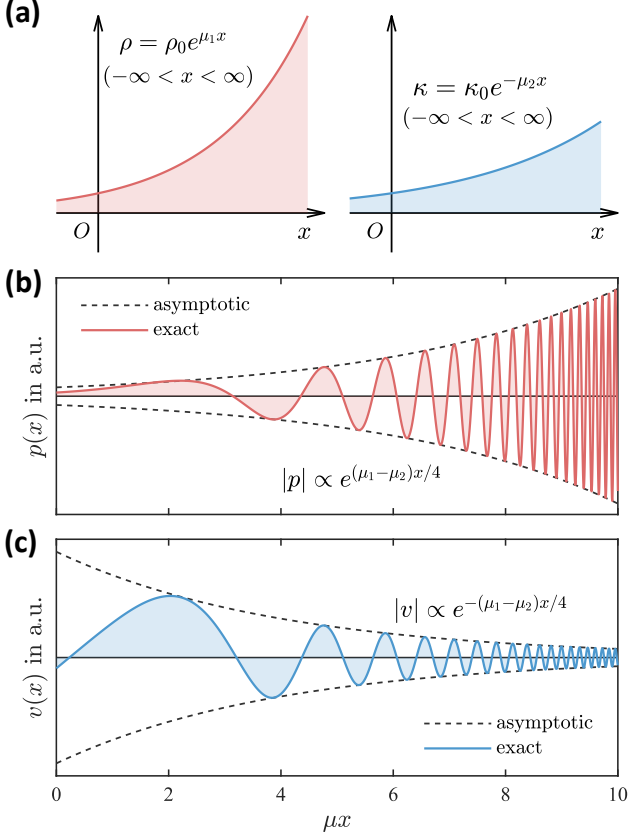 (a)
ρ = ρ₀e^{μ₁x}
(−∞ < x < ∞)
O
x
κ = κ₀e^{−μ₂x}
(−∞ < x < ∞)
O
x
(b)
asymptotic
exact
p(x) in a.u.
|p| ∝ e^{(μ₁−μ₂)x/4}
(c)
|v| ∝ e^{−(μ₁−μ₂)x/4}
v(x) in a.u.
asymptotic
exact
0 2 4 6 8 10
μx